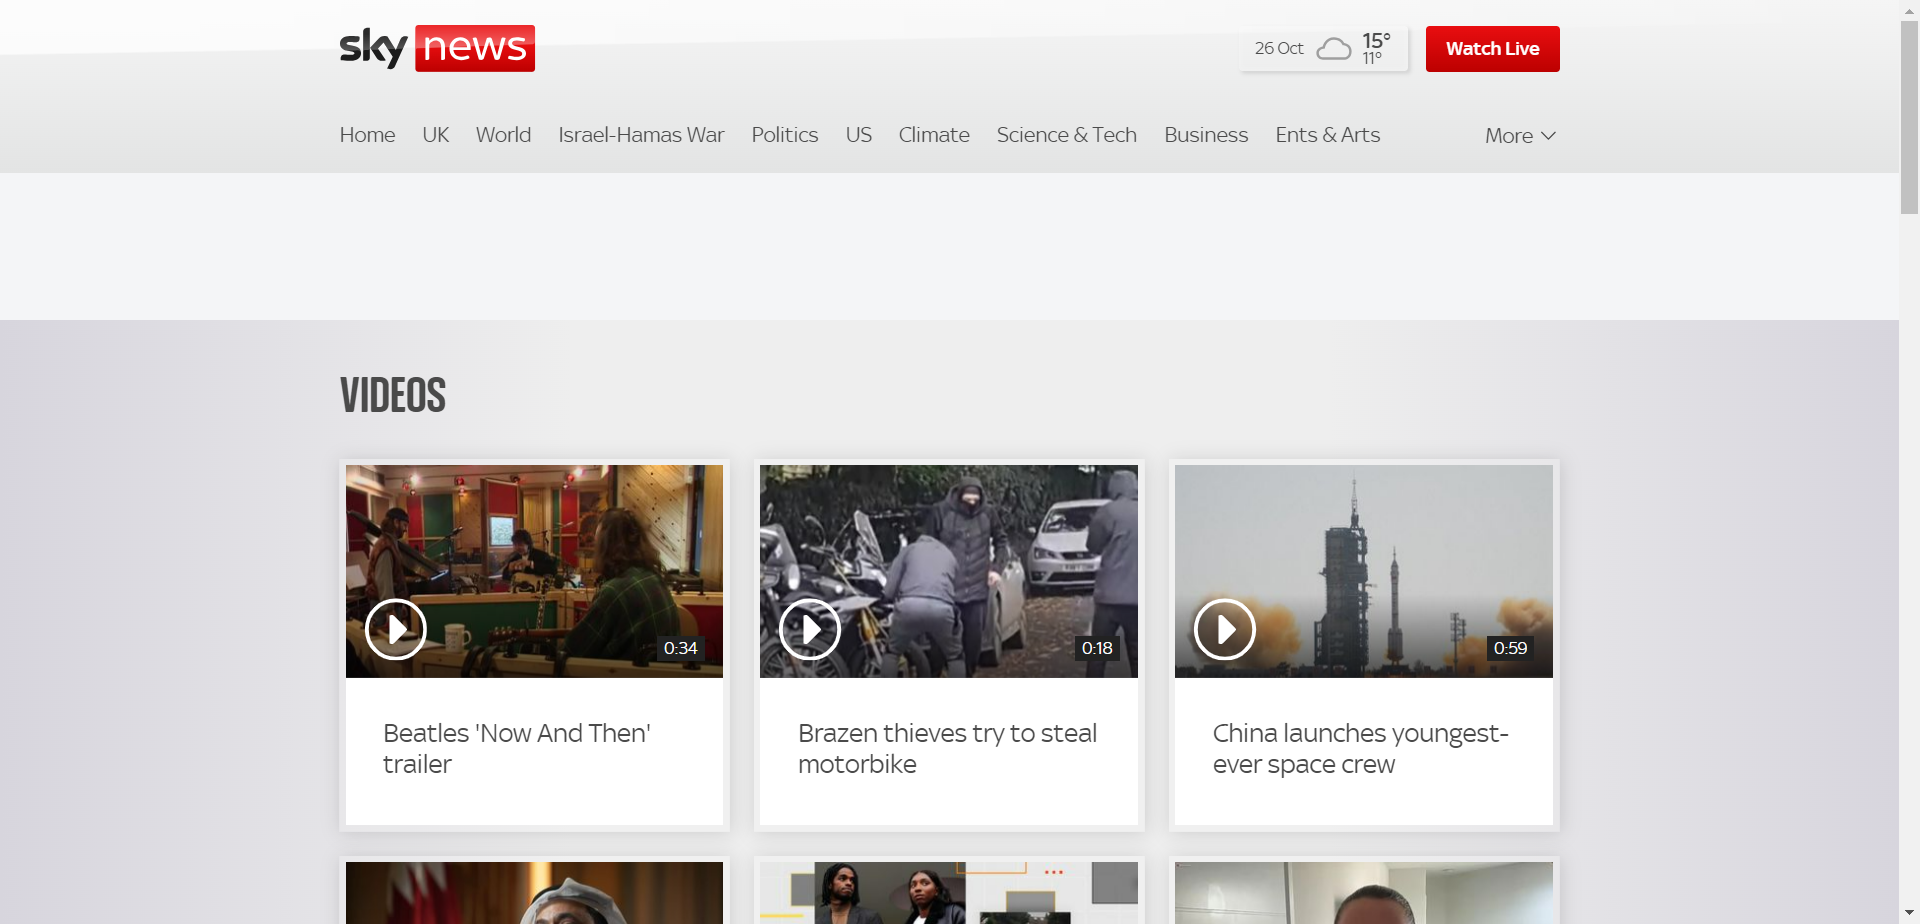 sky news
26 Oct 15° 11°
Watch Live
Home UK World Israel-Hamas War Politics US Climate Science & Tech Business Ents & Arts More
VIDEOS
0:34
0:18
0:59
Beatles 'Now And Then'
trailer
Brazen thieves try to steal
motorbike
China launches youngest-
ever space crew